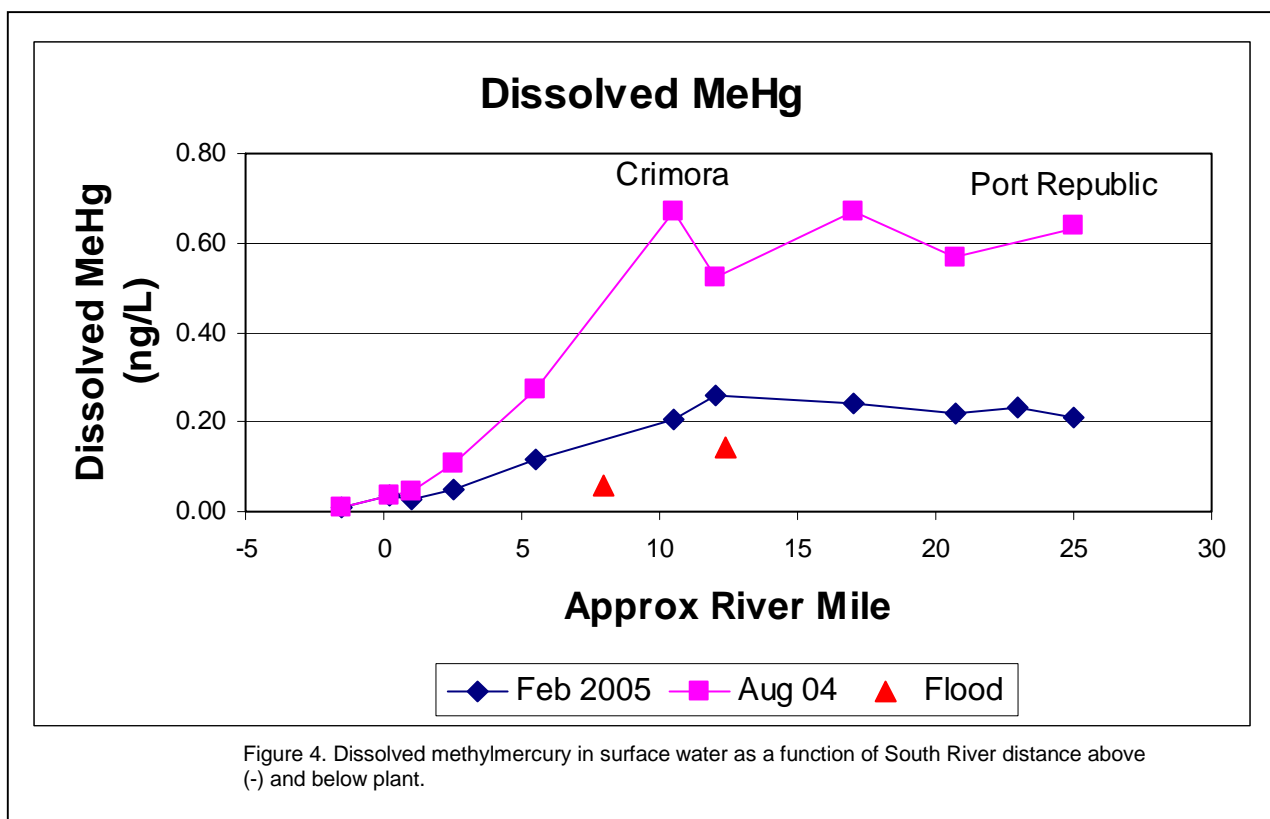 Dissolved MeHg
Dissolved MeHg
(ng/L)
0.80
0.60
0.40
0.20
0.00
Crimora
Port Republic
-5 0 5 10 15 20 25 30
Approx River Mile
Feb 2005 Aug 04 Flood
Figure 4. Dissolved methylmercury in surface water as a function of South River distance above
(-) and below plant.